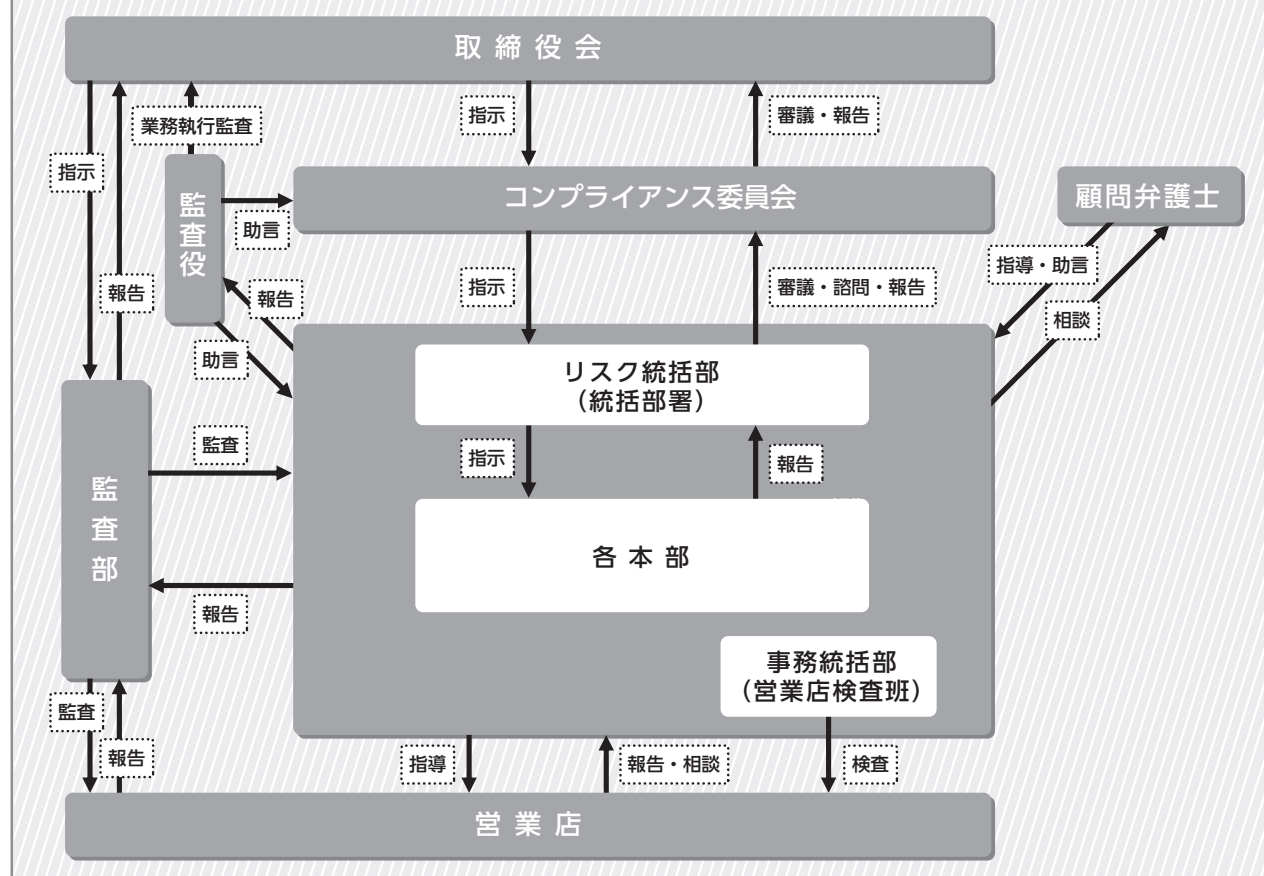 取締役会
業務執行監査
指示
審議・報告
指示
監査役
助言
コンプライアンス委員会
顧問弁護士
報告
報告
指示
審議・諮問・報告
指導・助言
相談
助言
リスク統括部
（統括部署）
監査
指示
報告
監査部
各本部
報告
事務統括部
（営業店検査班）
監査
報告
指導
報告・相談
検査
営業店